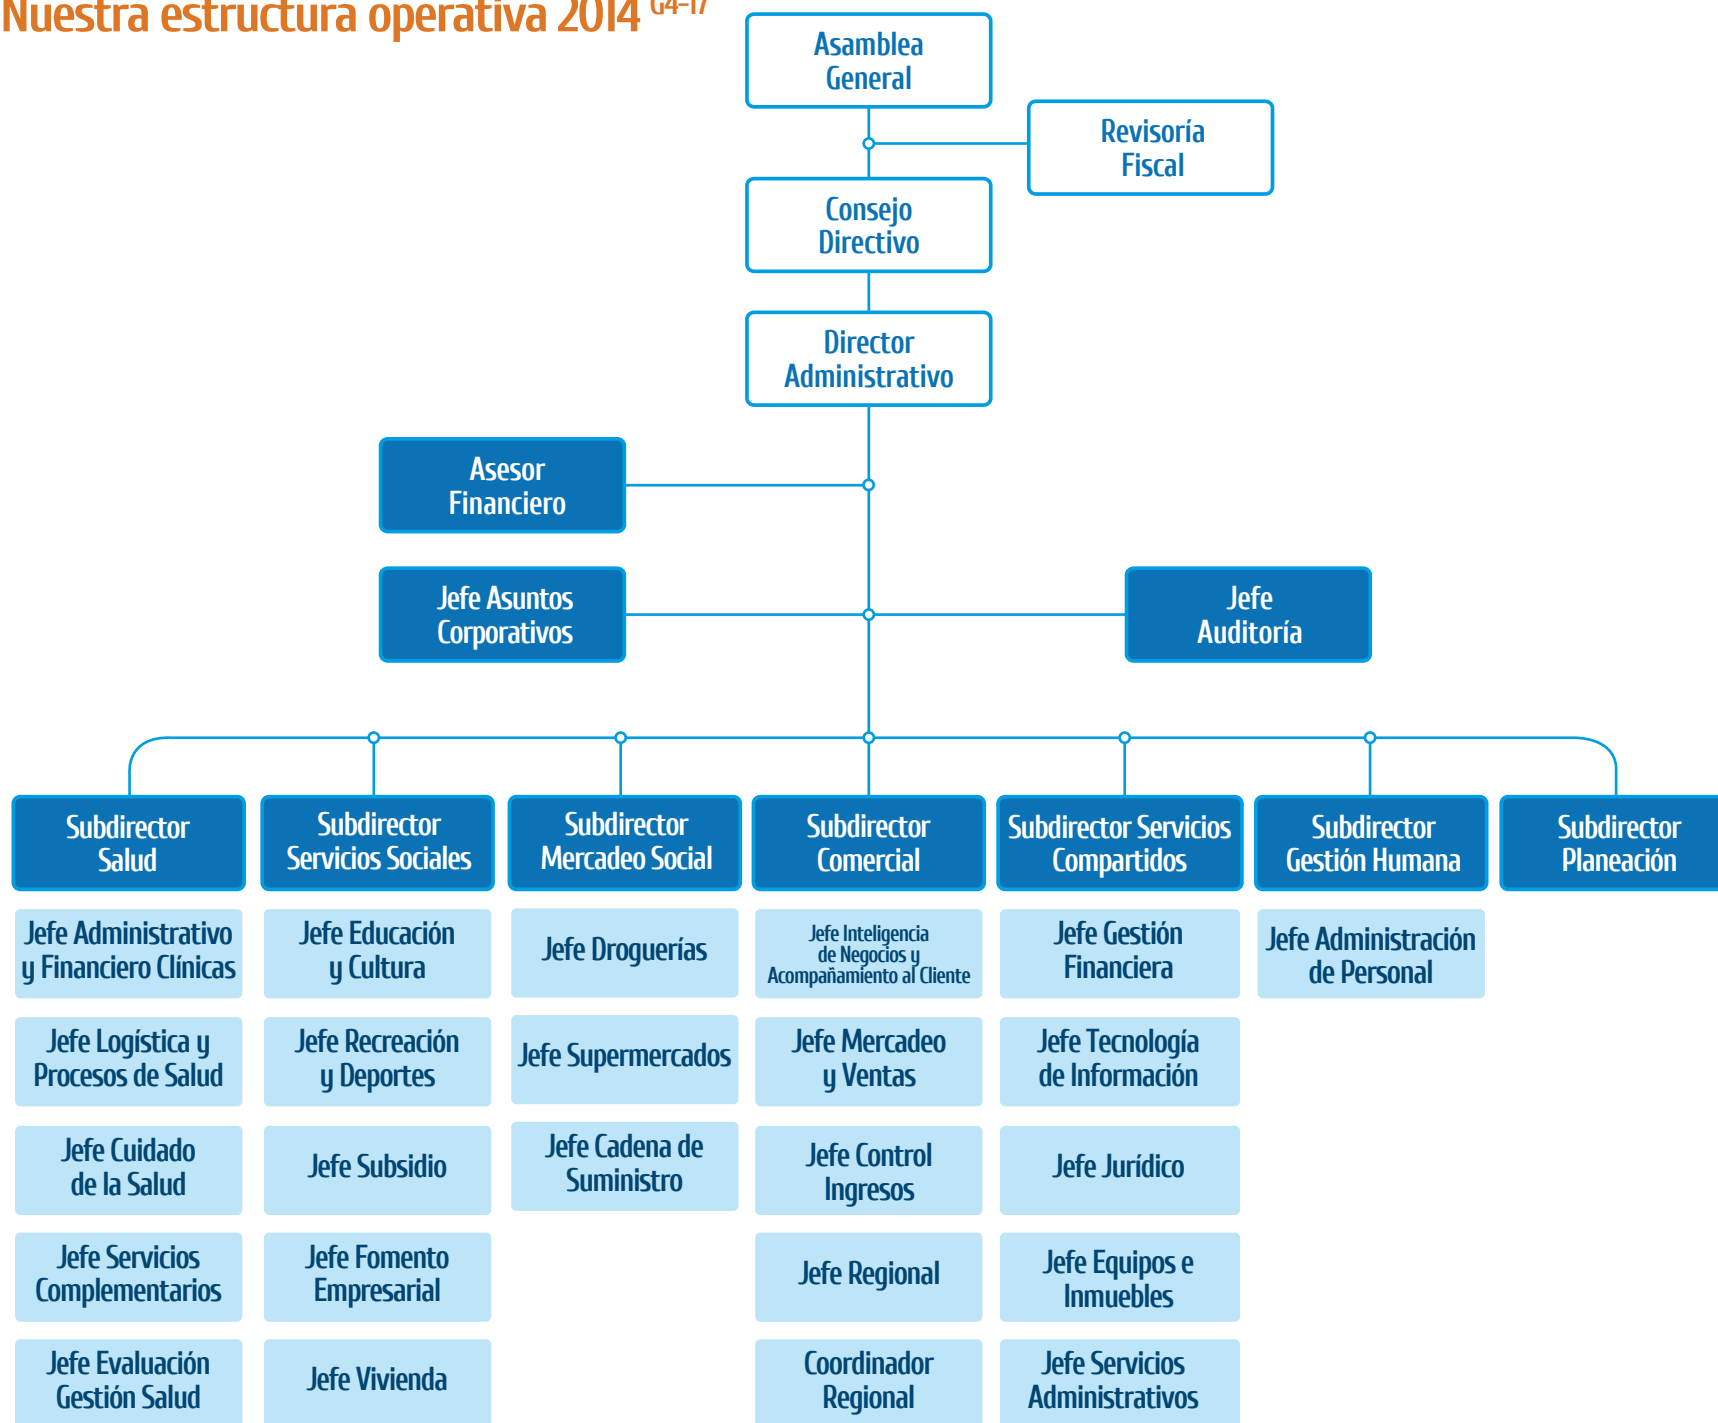 Nuestra estructura operativa 2014 G4-17
Asamblea
General
Revisoría
Fiscal
Consejo
Directivo
Director
Administrativo
Asesor
Financiero
Jefe Asuntos
Corporativos
Jefe
Auditoría
Subdirector
Salud
Subdirector
Servicios Sociales
Subdirector
Mercadeo Social
Subdirector
Comercial
Subdirector Servicios
Compartidos
Subdirector
Gestión Humana
Subdirector
Planeación
Jefe Administrativo
y Financiero Clínicas
Jefe Logística y
Procesos de Salud
Jefe Cuidado
de la Salud
Jefe Servicios
Complementarios
Jefe Evaluación
Gestión Salud
Jefe Educación
y Cultura
Jefe Recreación
y Deportes
Jefe Subsidio
Jefe Fomento
Empresarial
Jefe Vivienda
Jefe Droguerías
Jefe Supermercados
Jefe Cadena de
Suministro
Jefe Inteligencia
de Negocios y
Acompañamiento al Cliente
Jefe Mercadeo
y Ventas
Jefe Control
Ingresos
Jefe Regional
Coordinador
Regional
Jefe Gestión
Financiera
Jefe Tecnología
de Información
Jefe Jurídico
Jefe Equipos e
Inmuebles
Jefe Servicios
Administrativos
Jefe Administración
de Personal